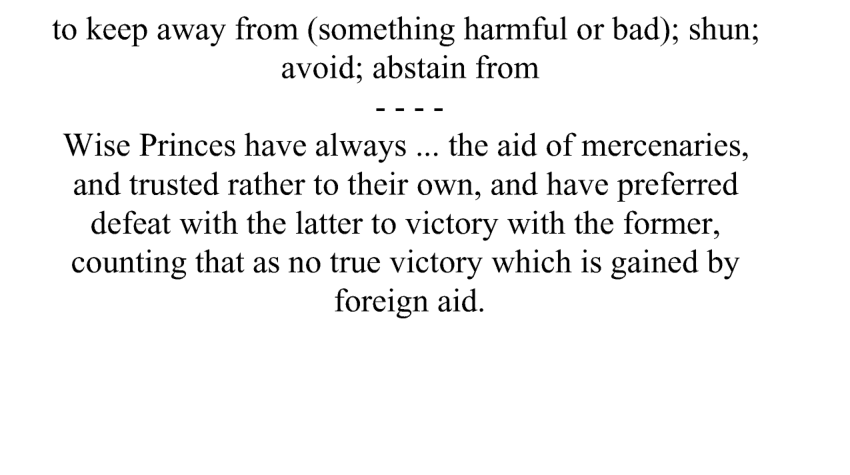 to keep away from (something harmful or bad); shun;
avoid; abstain from
- - - -
Wise Princes have always ... the aid of mercenaries,
and trusted rather to their own, and have preferred
defeat with the latter to victory with the former,
counting that as no true victory which is gained by
foreign aid.